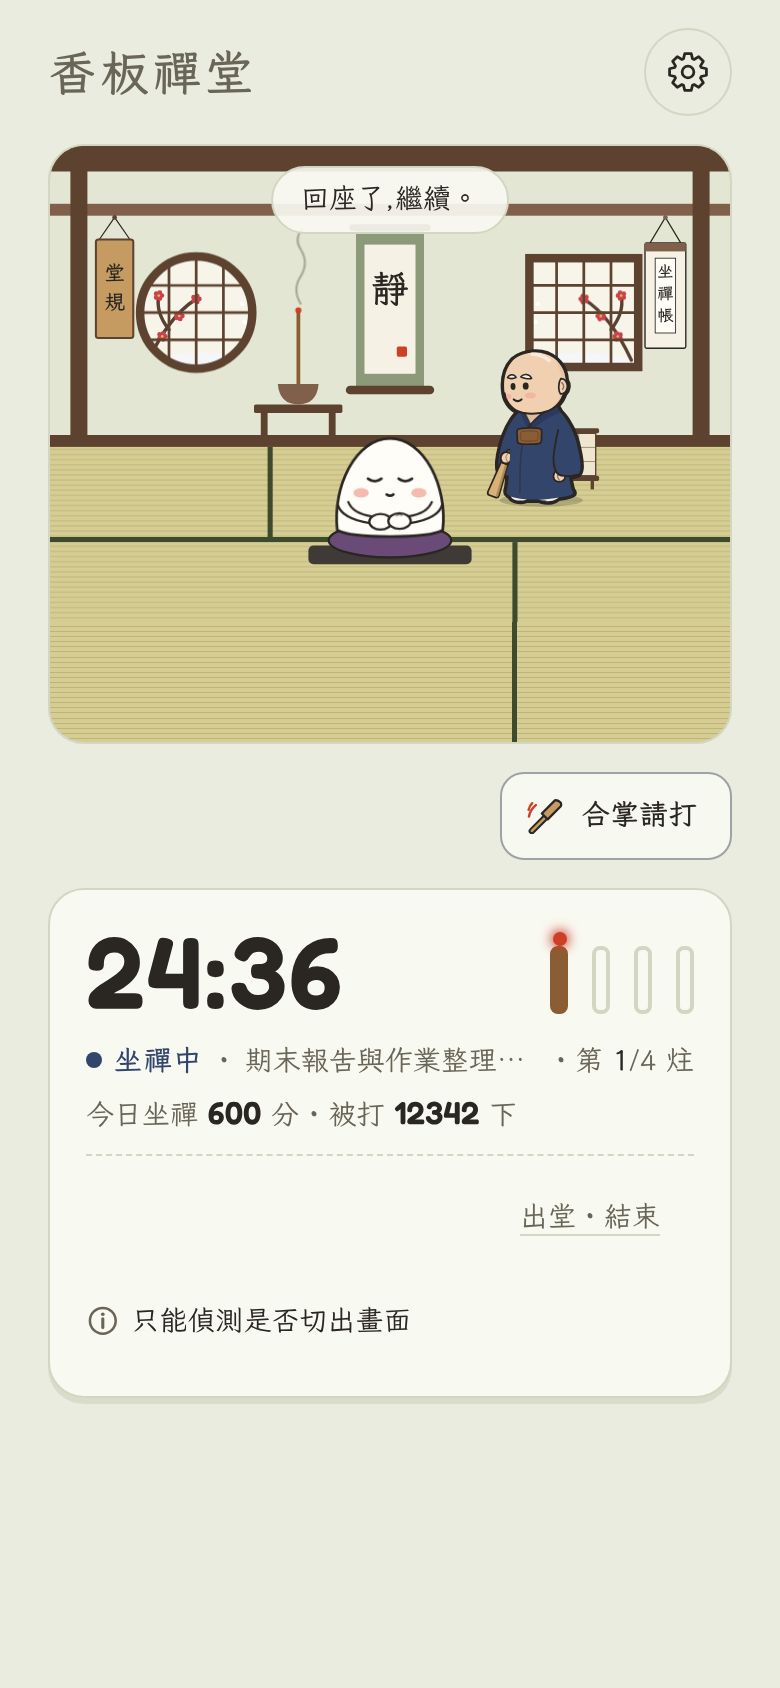 香板禪堂
回座了,繼續。
堂規
靜
坐禪帳
合掌請打
24:36
坐禪中 · 期末報告與作業整理⋯ · 第 1/4 炷
今日坐禪 600 分 · 被打 12342 下
出堂 · 結束
只能偵測是否切出畫面